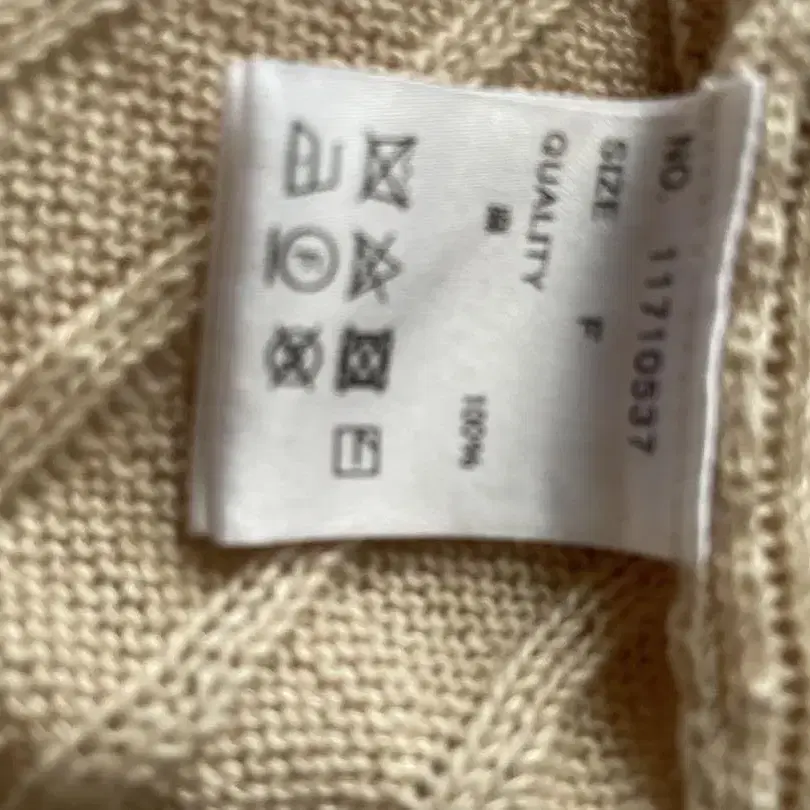 NO. 11710537
SIZE F
QUALITY
100%